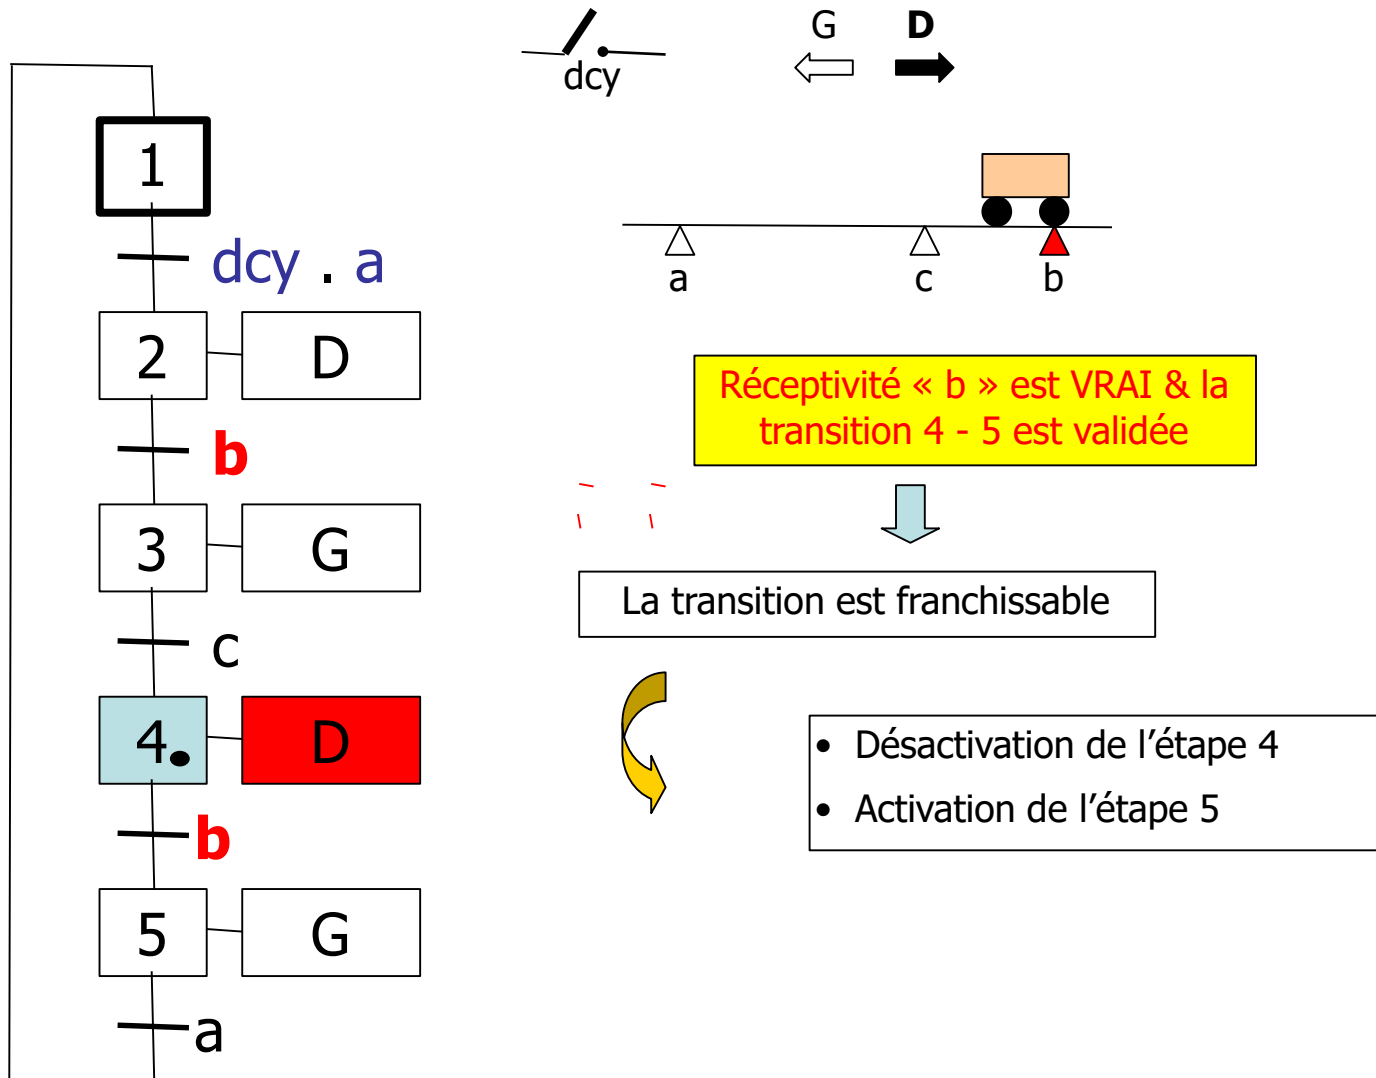 G D
dcy
1
dcy . a
2 D
b
3 G
c
4 D
b
5 G
a
a c b
Réceptivité « b » est VRAI & la
transition 4 - 5 est validée
La transition est franchissable
• Désactivation de l’étape 4
• Activation de l’étape 5